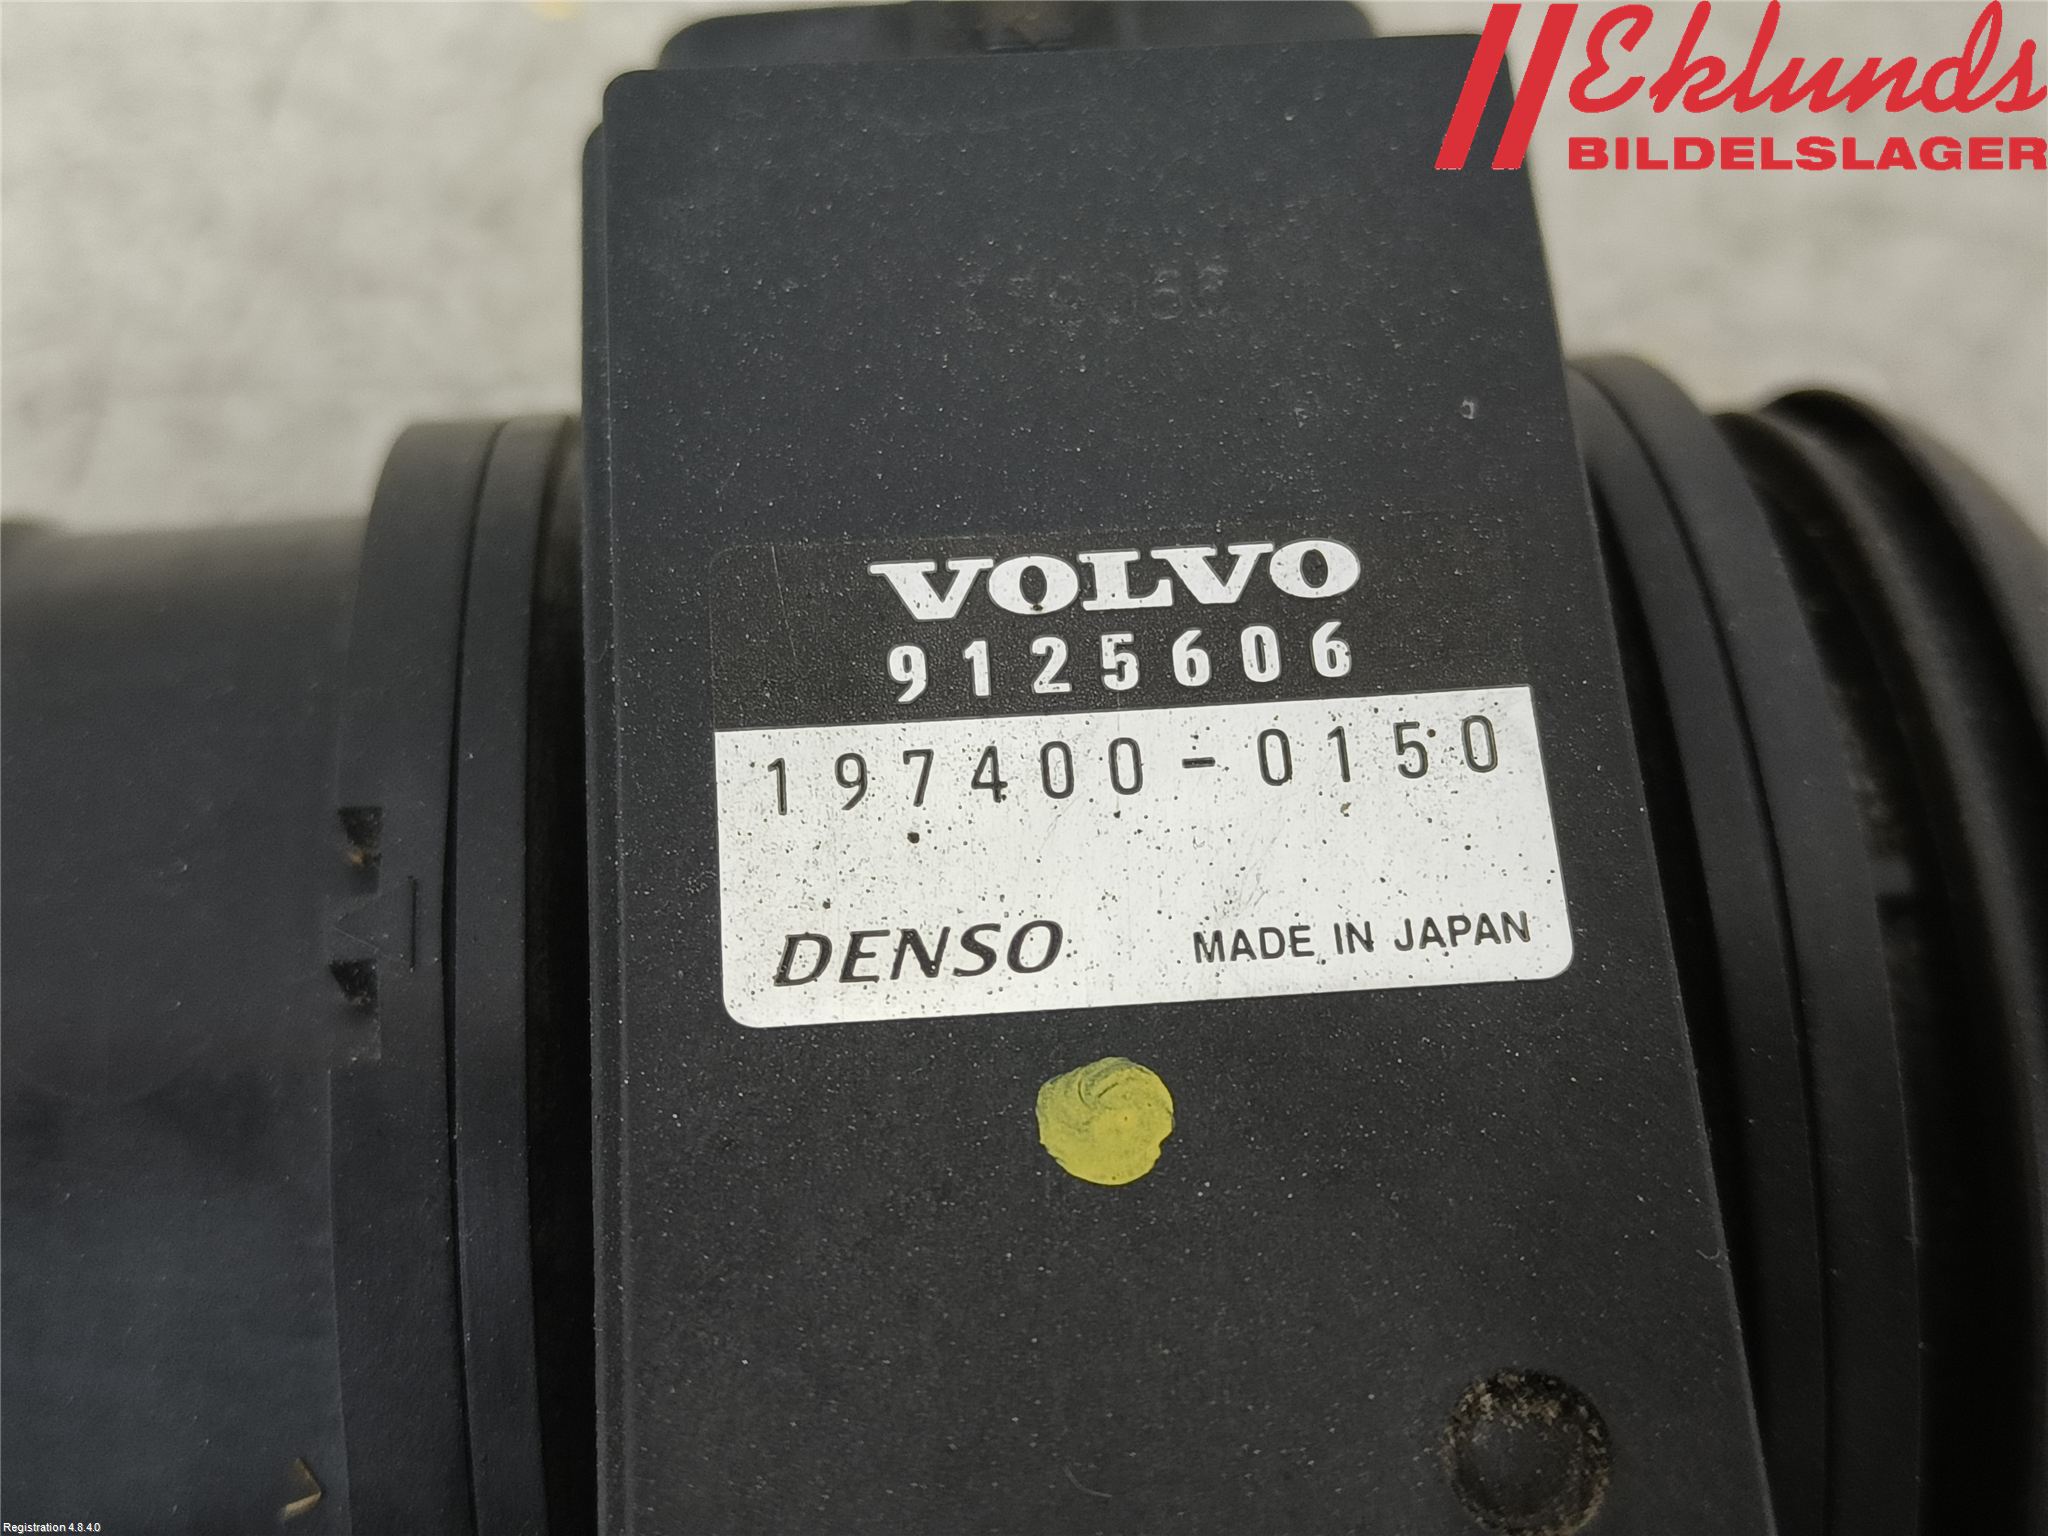 Eklunds
BILDELSLAGER
VOLVO
9125606
197400-0150
DENSO MADE IN JAPAN
Registration 4.8.4.0